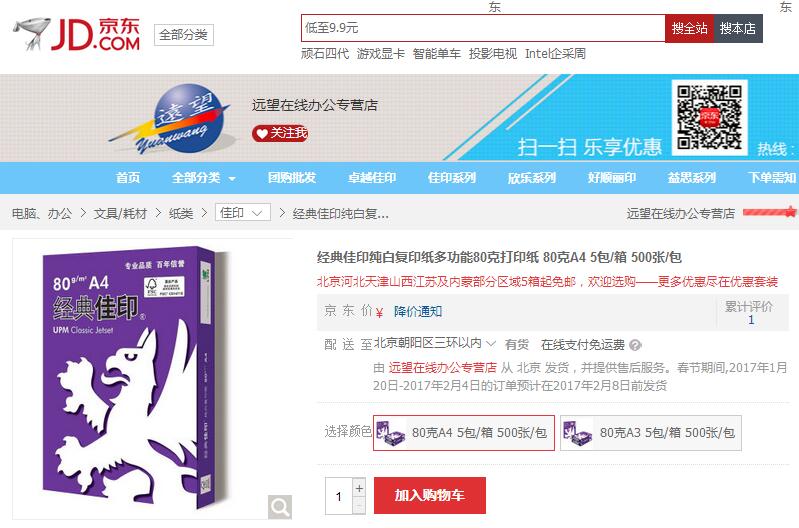 东
东
JD 京东
.COM
全部分类
低至9.9元
搜全站
搜本店
顽石四代 游戏显卡 智能单车 投影电视 Intel企采周
遠望
Yuanwang
远望在线办公专营店
关注我
京东
扫一扫 乐享优惠
热线：
首页 全部分类 团购批发 卓越佳印 佳印系列 欣乐系列 好顺丽印 益思系列 下单需知
电脑、办公 > 文具/耗材 > 纸类 > 佳印 > 经典佳印纯白复...
远望在线办公专营店
专业品质 百年信誉
80g/m² A4
FSC
经典佳印®
UPM Classic Jetset
经典佳印纯白复印纸多功能80克打印纸 80克A4 5包/箱 500张/包
北京河北天津山西江苏及内蒙部分区域5箱起免邮，欢迎选购——更多优惠尽在优惠套装
京 东 价 ¥ 降价通知
累计评价
1
配 送 至 北京朝阳区三环以内 有货 在线支付免运费 ?
由 远望在线办公专营店 从 北京 发货，并提供售后服务。春节期间,2017年1月
20日-2017年2月4日的订单预计在2017年2月8日前发货
选择颜色 80克A4 5包/箱 500张/包 80克A3 5包/箱 500张/包
1 + -
加入购物车